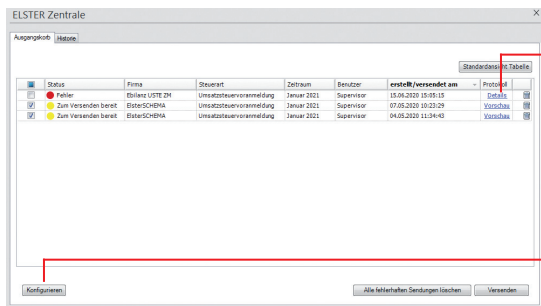 ELSTER Zentrale
Ausgangskorb Historie
Standardansicht Tabelle
Status Firma Steuerart Zeitraum Benutzer erstellt/versendet am Protokoll
Fehler Ebilanz USTE ZM Umsatzsteuervoranmeldung Januar 2021 Supervisor 15.06.2020 15:05:15 Details
Zum Versenden bereit ElsterSCHEMA Umsatzsteuervoranmeldung Januar 2021 Supervisor 07.05.2020 10:23:29 Vorschau
Zum Versenden bereit ElsterSCHEMA Umsatzsteuervoranmeldung Januar 2021 Supervisor 04.05.2020 11:34:43 Vorschau
Konfigurieren Alle fehlerhaften Sendungen löschen Versenden